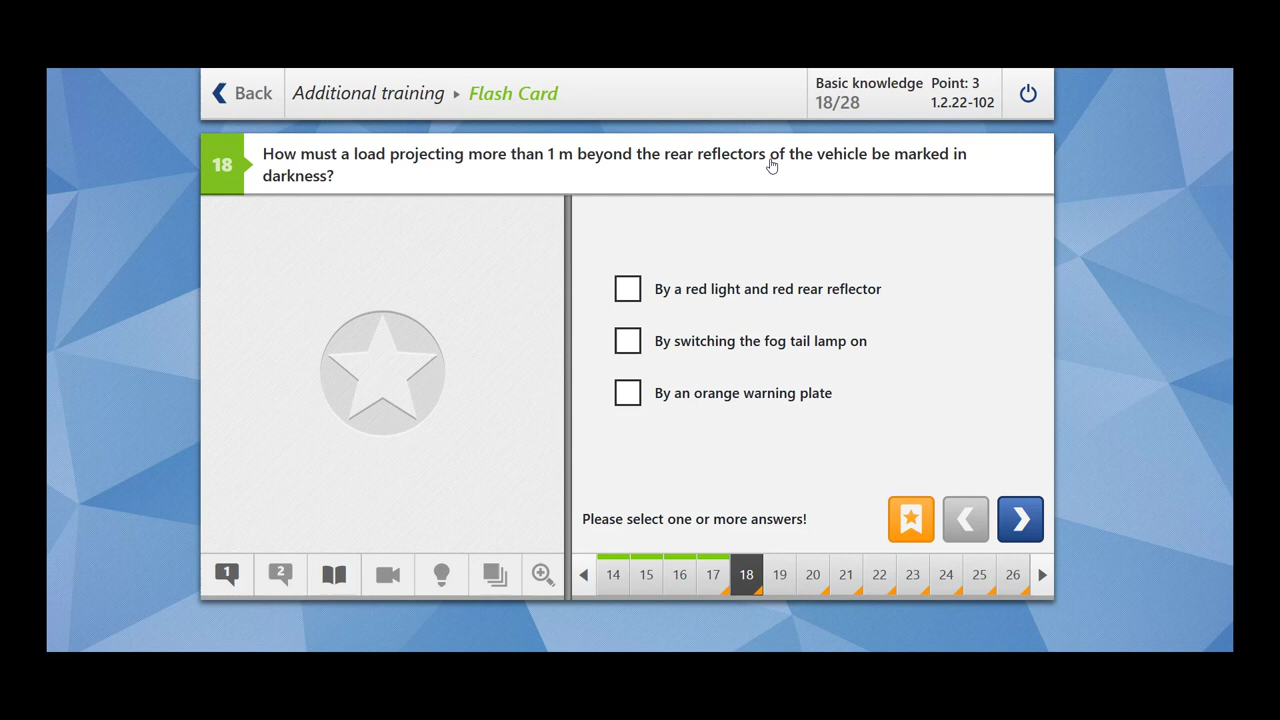 Back
Additional training ▸ Flash Card
Basic knowledge Point: 3
18/28 1.2.22-102
18
How must a load projecting more than 1 m beyond the rear reflectors of the vehicle be marked in
darkness?
By a red light and red rear reflector
By switching the fog tail lamp on
By an orange warning plate
Please select one or more answers!
1 2
14 15 16 17 18 19 20 21 22 23 24 25 26